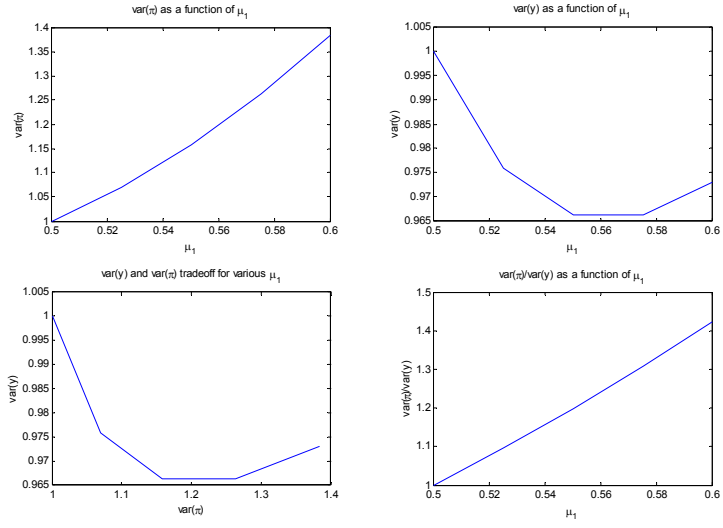 var(π) as a function of μ1
1.4
1.35
1.3
1.25
1.2
1.15
1.1
1.05
1
var(π)
0.5 0.52 0.54 0.56 0.58 0.6
μ1
var(y) as a function of μ1
1.005
1
0.995
0.99
0.985
0.98
0.975
0.97
0.965
var(y)
0.5 0.52 0.54 0.56 0.58 0.6
μ1
var(y) and var(π) tradeoff for various μ1
1.005
1
0.995
0.99
0.985
0.98
0.975
0.97
0.965
var(y)
1 1.1 1.2 1.3 1.4
var(π)
var(π)/var(y) as a function of μ1
1.5
1.4
1.3
1.2
1.1
1
var(π)/var(y)
0.5 0.52 0.54 0.56 0.58 0.6
μ1